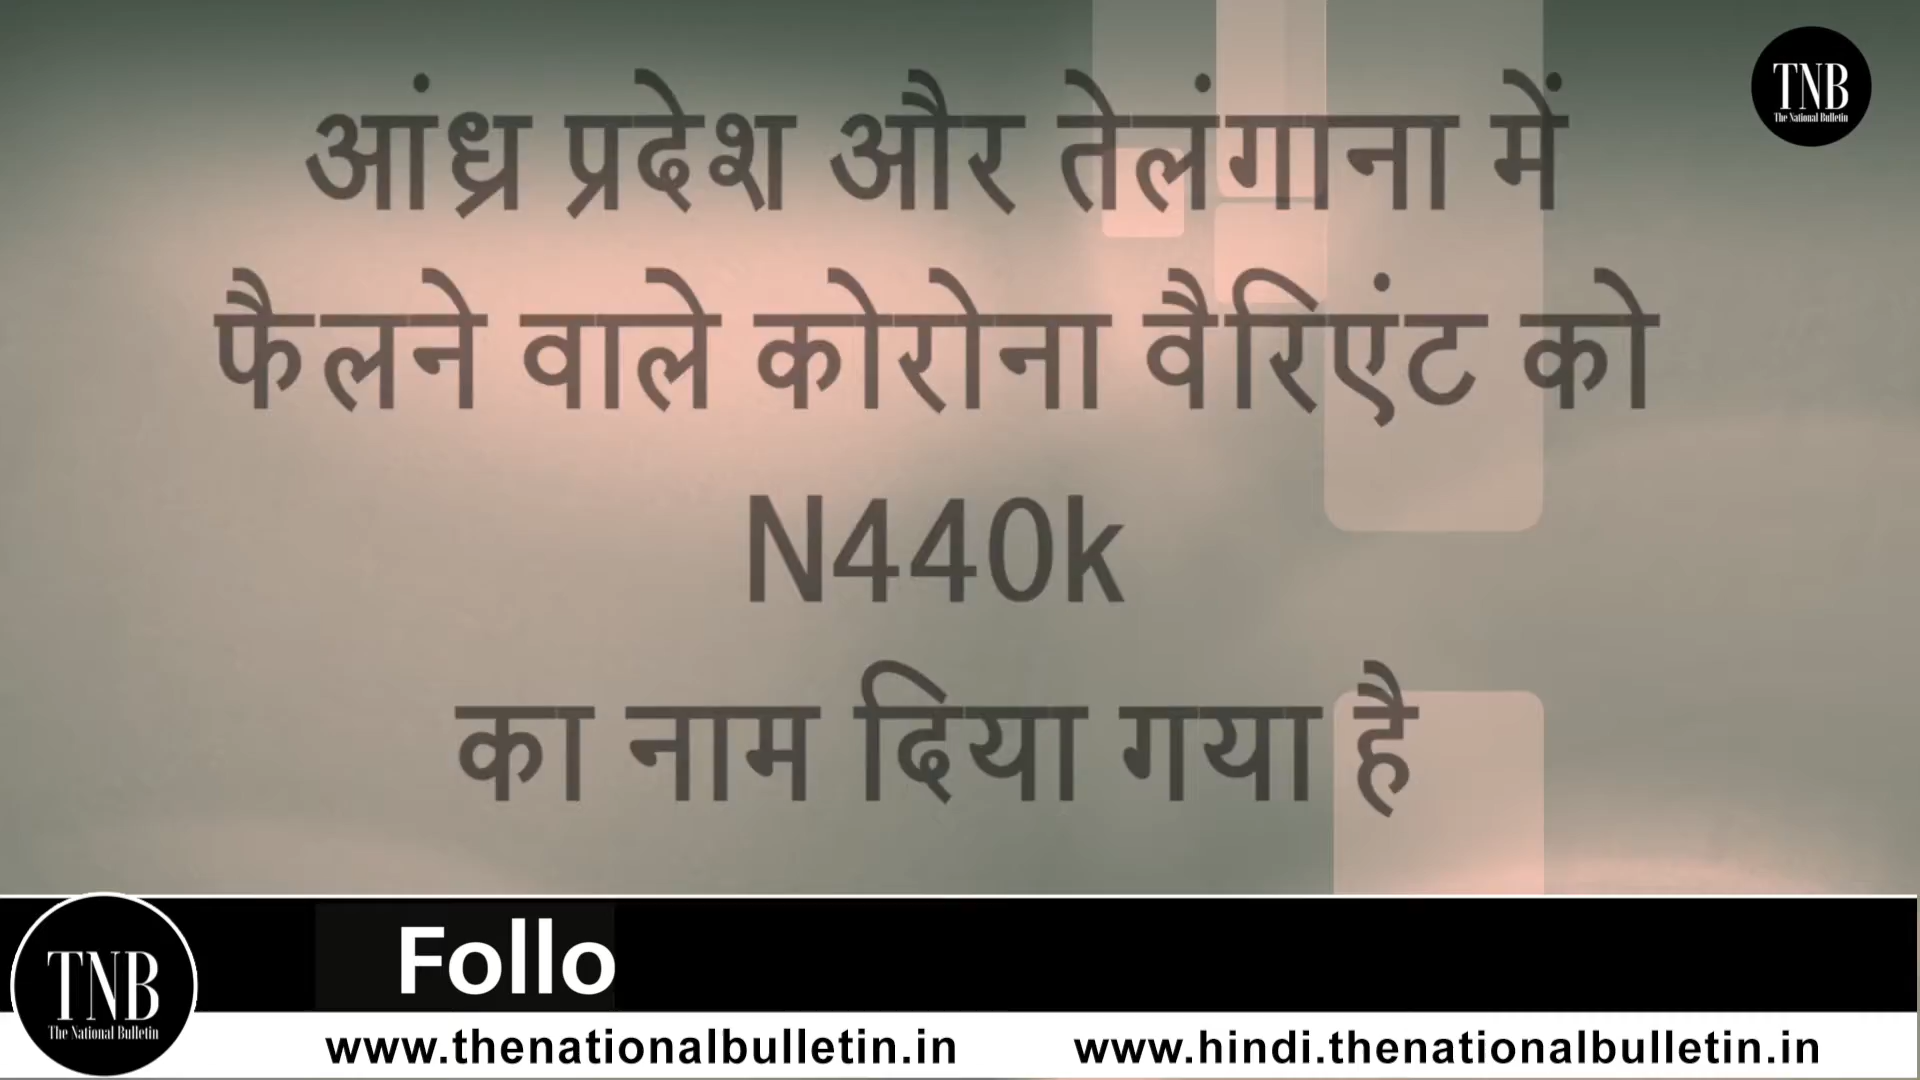 TNB
The National Bulletin
आंध्र प्रदेश और तेलंगाना में
फैलने वाले कोरोना वैरिएंट को
N440k
का नाम दिया गया है
Follo
TNB
The National Bulletin
www.thenationalbulletin.in
www.hindi.thenationalbulletin.in